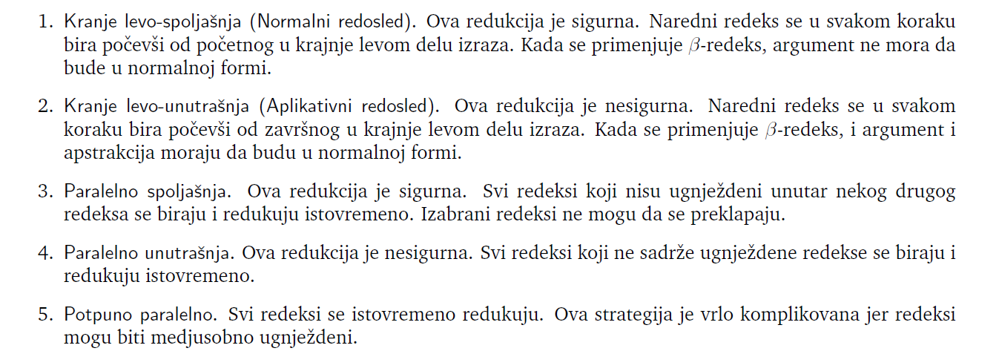 1. Kranje levo-spoljašnja (Normalni redosled). Ova redukcija je sigurna. Naredni redeks se u svakom koraku
bira počevši od početnog u krajnje levom delu izraza. Kada se primenjuje β-redeks, argument ne mora da
bude u normalnoj formi.
2. Kranje levo-unutrašnja (Aplikativni redosled). Ova redukcija je nesigurna. Naredni redeks se u svakom
koraku bira počevši od završnog u krajnje levom delu izraza. Kada se primenjuje β-redeks, i argument i
apstrakcija moraju da budu u normalnoj formi.
3. Paralelno spoljašnja. Ova redukcija je sigurna. Svi redeksi koji nisu ugnježdeni unutar nekog drugog
redeksa se biraju i redukuju istovremeno. Izabrani redeksi ne mogu da se preklapaju.
4. Paralelno unutrašnja. Ova redukcija je nesigurna. Svi redeksi koji ne sadrže ugnježdene redekse se biraju i
redukuju istovremeno.
5. Potpuno paralelno. Svi redeksi se istovremeno redukuju. Ova strategija je vrlo komplikovana jer redeksi
mogu biti medjusobno ugnježdeni.